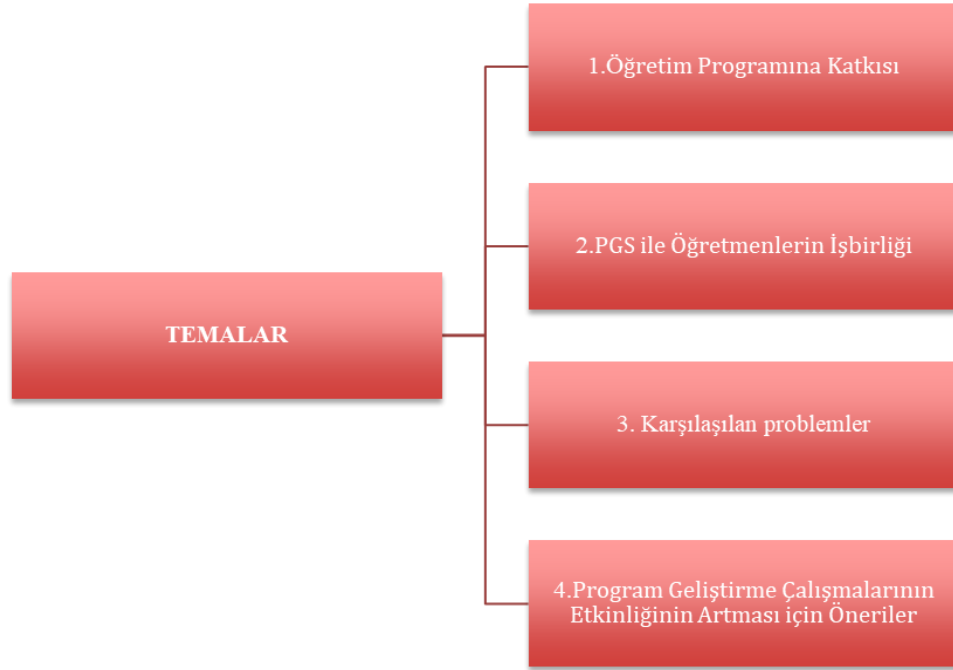 TEMALAR
1.Öğretim Programına Katkısı
2.PGS ile Öğretmenlerin İşbirliği
3. Karşılaşılan problemler
4.Program Geliştirme Çalışmalarının
Etkinliğinin Artması için Öneriler